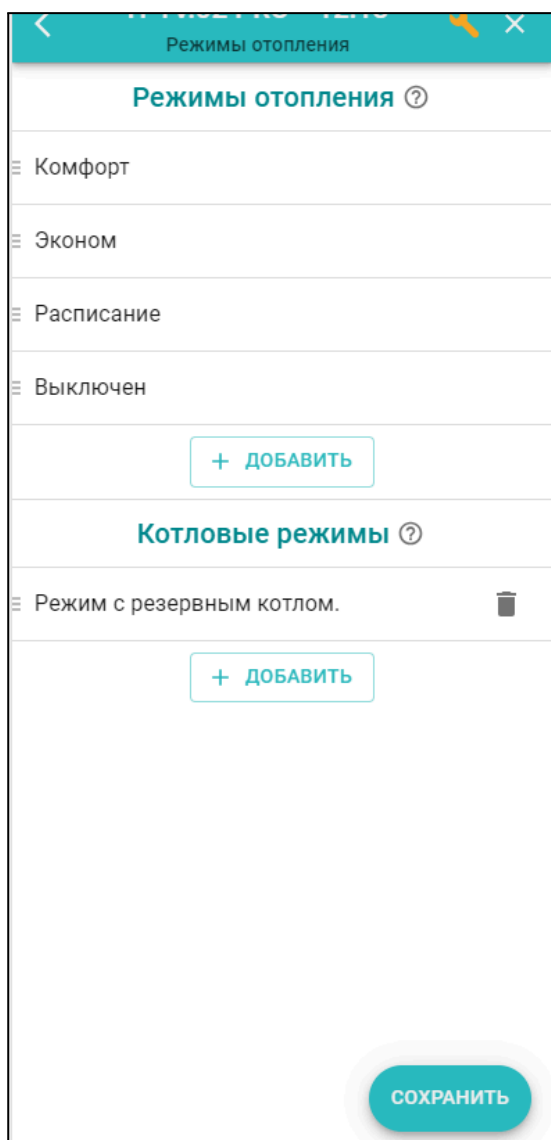 Режимы отопления
Режимы отопления
Комфорт
Эконом
Расписание
Выключен
+ ДОБАВИТЬ
Котловые режимы
Режим с резервным котлом.
+ ДОБАВИТЬ
СОХРАНИТЬ